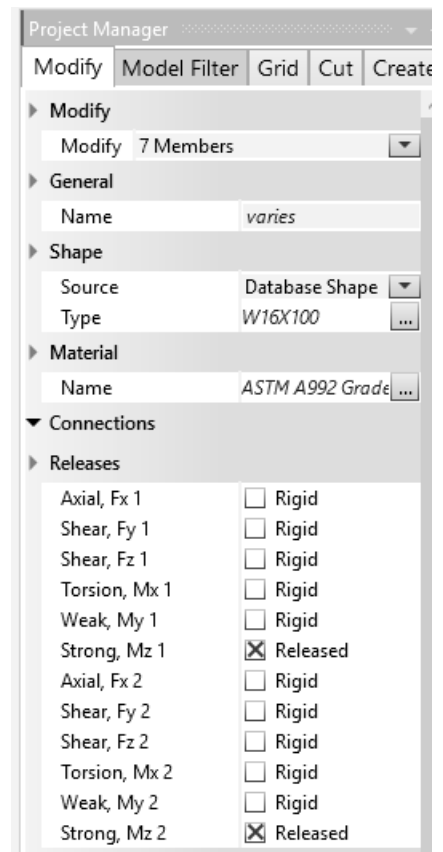 Project Manager
Modify Model Filter Grid Cut Create
Modify
Modify 7 Members
General
Name varies
Shape
Source Database Shape
Type W16X100 ...
Material
Name ASTM A992 Grade ...
Connections
Releases
Axial, Fx 1 Rigid
Shear, Fy 1 Rigid
Shear, Fz 1 Rigid
Torsion, Mx 1 Rigid
Weak, My 1 Rigid
Strong, Mz 1 Released
Axial, Fx 2 Rigid
Shear, Fy 2 Rigid
Shear, Fz 2 Rigid
Torsion, Mx 2 Rigid
Weak, My 2 Rigid
Strong, Mz 2 Released